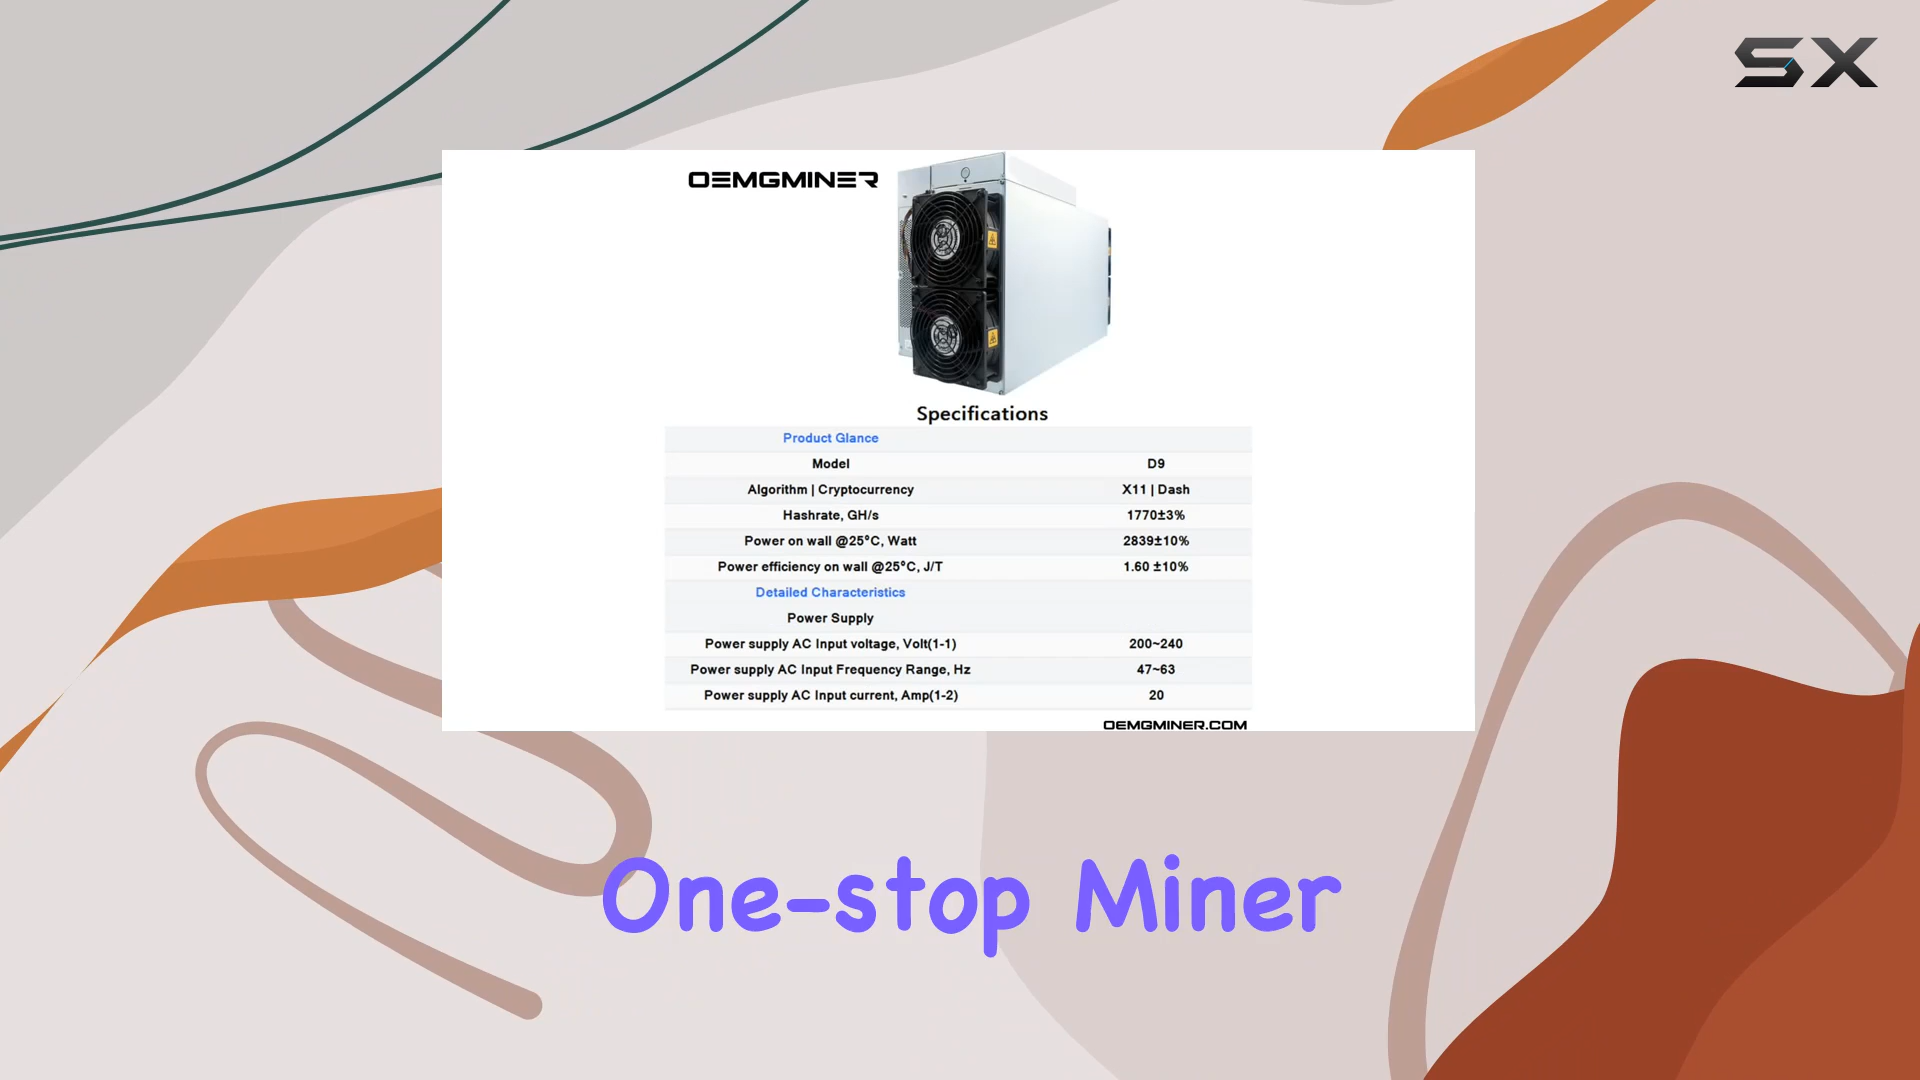 SX
OEMGMINER
Specifications
Product Glance
Model D9
Algorithm | Cryptocurrency X11 | Dash
Hashrate, GH/s 1770±3%
Power on wall @25°C, Watt 2839±10%
Power efficiency on wall @25°C, J/T 1.60 ±10%
Detailed Characteristics
Power Supply
Power supply AC Input voltage, Volt(1-1) 200~240
Power supply AC Input Frequency Range, Hz 47~63
Power supply AC Input current, Amp(1-2) 20
OEMGMINER.COM
One-stop Miner